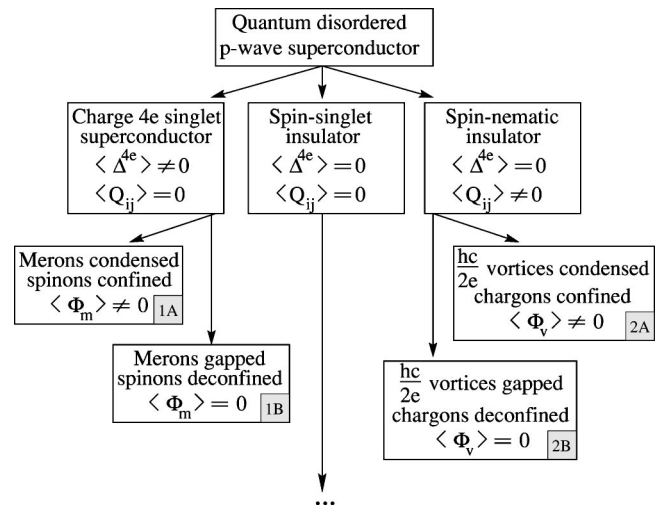 Quantum disordered
p-wave superconductor
Charge 4e singlet
superconductor
< Δ^4e > ≠ 0
< Q_ij > = 0
Spin-singlet
insulator
< Δ^4e > = 0
< Q_ij > = 0
Spin-nematic
insulator
< Δ^4e > = 0
< Q_ij > ≠ 0
Merons condensed
spinons confined
< Φ_m > ≠ 0 1A
hc/2e vortices condensed
chargons confined
< Φ_v > ≠ 0 2A
Merons gapped
spinons deconfined
< Φ_m > = 0 1B
hc/2e vortices gapped
chargons deconfined
< Φ_v > = 0 2B
...